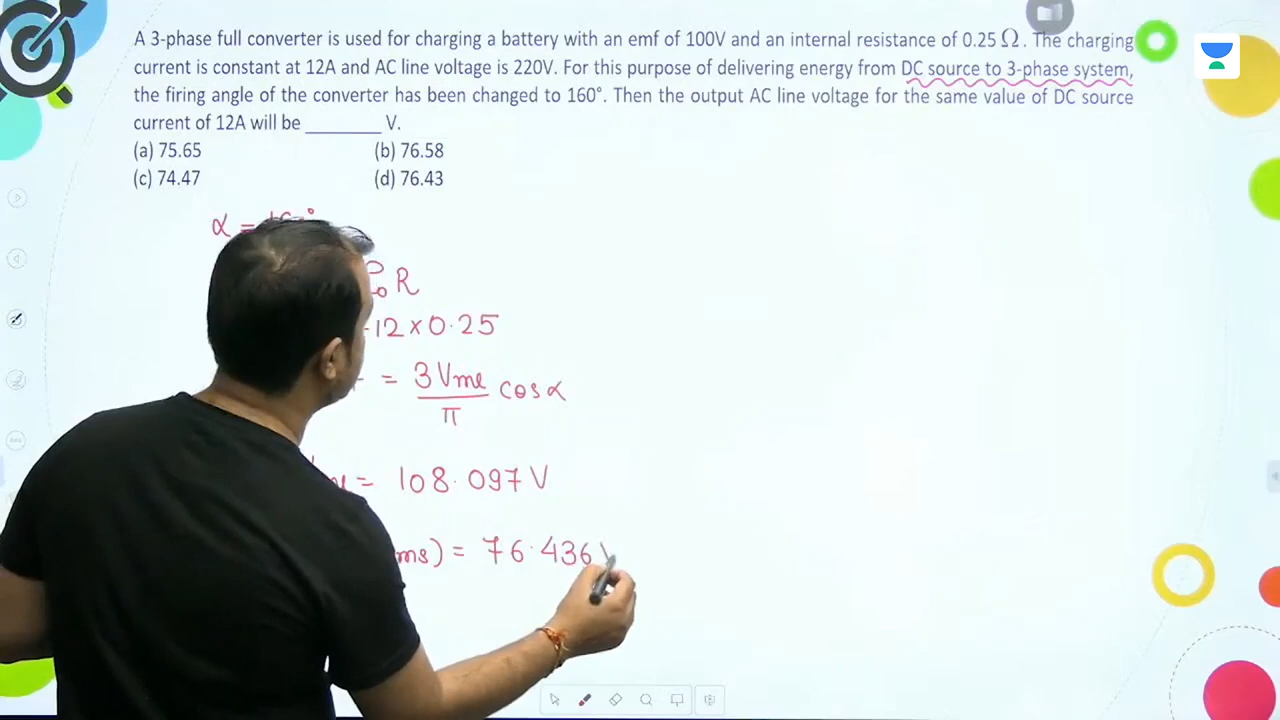 A 3-phase full converter is used for charging a battery with an emf of 100V and an internal resistance of 0.25 Ω. The charging
current is constant at 12A and AC line voltage is 220V. For this purpose of delivering energy from DC source to 3-phase system,
the firing angle of the converter has been changed to 160°. Then the output AC line voltage for the same value of DC source
current of 12A will be ________ V.
(a) 75.65 (b) 76.58
(c) 74.47 (d) 76.43
α =
R
12 × 0.25
= 3Vml/π cos α
= 108.097 V
ms) = 76.436 V